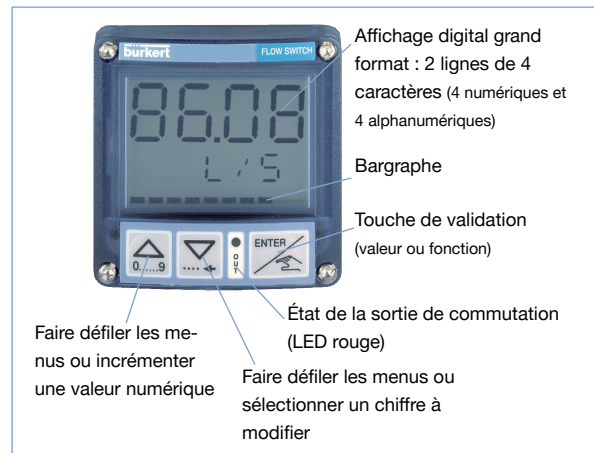 bürkert
FLOW SWITCH
86.08
L/S
0.....9
OUT
ENTER
Affichage digital grand
format : 2 lignes de 4
caractères (4 numériques et
4 alphanumériques)
Bargraphe
Touche de validation
(valeur ou fonction)
État de la sortie de commutation
(LED rouge)
Faire défiler les me-
nus ou incrémenter
une valeur numérique
Faire défiler les menus ou
sélectionner un chiffre à
modifier